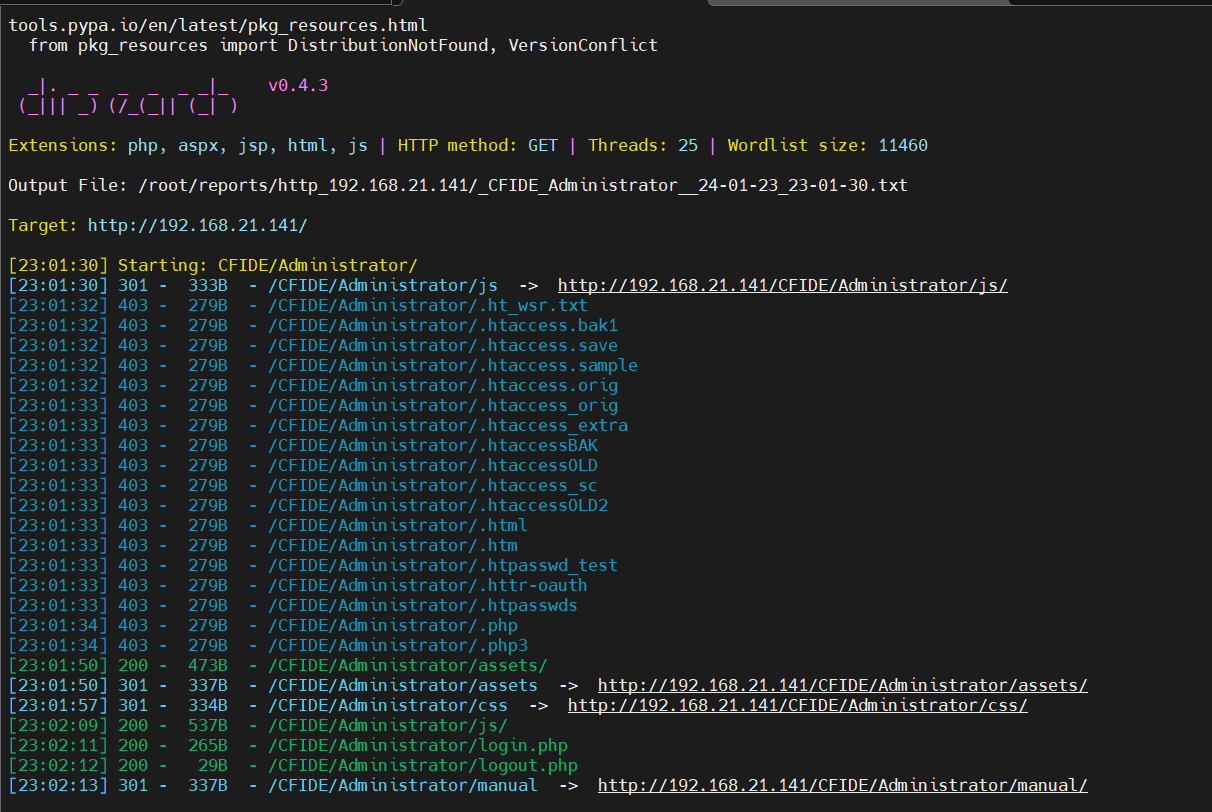 tools.pypa.io/en/latest/pkg_resources.html
  from pkg_resources import DistributionNotFound, VersionConflict

  _|. _ _  _  _  _ _|_    v0.4.3
 (_||| _) (/_(_|| (_| )

Extensions: php, aspx, jsp, html, js | HTTP method: GET | Threads: 25 | Wordlist size: 11460

Output File: /root/reports/http_192.168.21.141/_CFIDE_Administrator__24-01-23_23-01-30.txt

Target: http://192.168.21.141/

[23:01:30] Starting: CFIDE/Administrator/
[23:01:30] 301 -  333B  - /CFIDE/Administrator/js  ->  http://192.168.21.141/CFIDE/Administrator/js/
[23:01:32] 403 -  279B  - /CFIDE/Administrator/.ht_wsr.txt
[23:01:32] 403 -  279B  - /CFIDE/Administrator/.htaccess.bak1
[23:01:32] 403 -  279B  - /CFIDE/Administrator/.htaccess.save
[23:01:32] 403 -  279B  - /CFIDE/Administrator/.htaccess.sample
[23:01:32] 403 -  279B  - /CFIDE/Administrator/.htaccess.orig
[23:01:33] 403 -  279B  - /CFIDE/Administrator/.htaccess_orig
[23:01:33] 403 -  279B  - /CFIDE/Administrator/.htaccess_extra
[23:01:33] 403 -  279B  - /CFIDE/Administrator/.htaccessBAK
[23:01:33] 403 -  279B  - /CFIDE/Administrator/.htaccessOLD
[23:01:33] 403 -  279B  - /CFIDE/Administrator/.htaccess_sc
[23:01:33] 403 -  279B  - /CFIDE/Administrator/.htaccessOLD2
[23:01:33] 403 -  279B  - /CFIDE/Administrator/.html
[23:01:33] 403 -  279B  - /CFIDE/Administrator/.htm
[23:01:33] 403 -  279B  - /CFIDE/Administrator/.htpasswd_test
[23:01:33] 403 -  279B  - /CFIDE/Administrator/.httr-oauth
[23:01:33] 403 -  279B  - /CFIDE/Administrator/.htpasswds
[23:01:34] 403 -  279B  - /CFIDE/Administrator/.php
[23:01:34] 403 -  279B  - /CFIDE/Administrator/.php3
[23:01:50] 200 -  473B  - /CFIDE/Administrator/assets/
[23:01:50] 301 -  337B  - /CFIDE/Administrator/assets  ->  http://192.168.21.141/CFIDE/Administrator/assets/
[23:01:57] 301 -  334B  - /CFIDE/Administrator/css  ->  http://192.168.21.141/CFIDE/Administrator/css/
[23:02:09] 200 -  537B  - /CFIDE/Administrator/js/
[23:02:11] 200 -  265B  - /CFIDE/Administrator/login.php
[23:02:12] 200 -   29B  - /CFIDE/Administrator/logout.php
[23:02:13] 301 -  337B  - /CFIDE/Administrator/manual  ->  http://192.168.21.141/CFIDE/Administrator/manual/